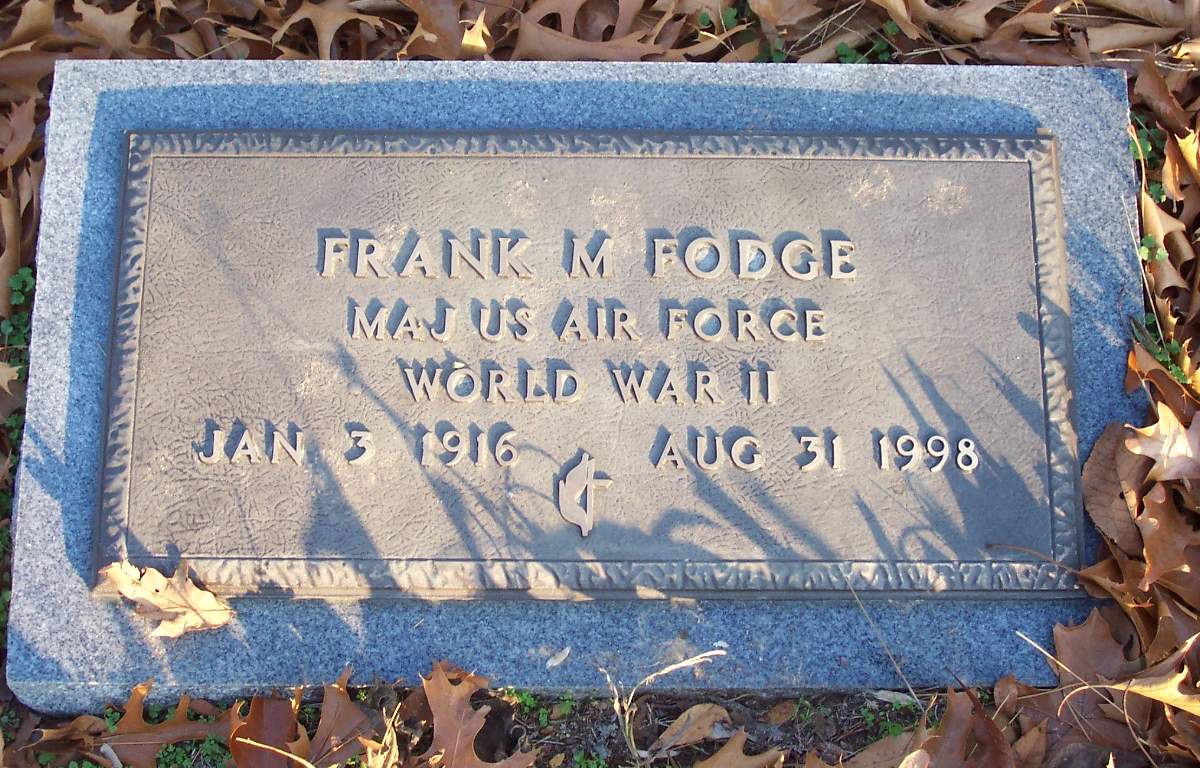 FRANK M FODGE
MAJ US AIR FORCE
WORLD WAR II
JAN 3 1916 AUG 31 1998